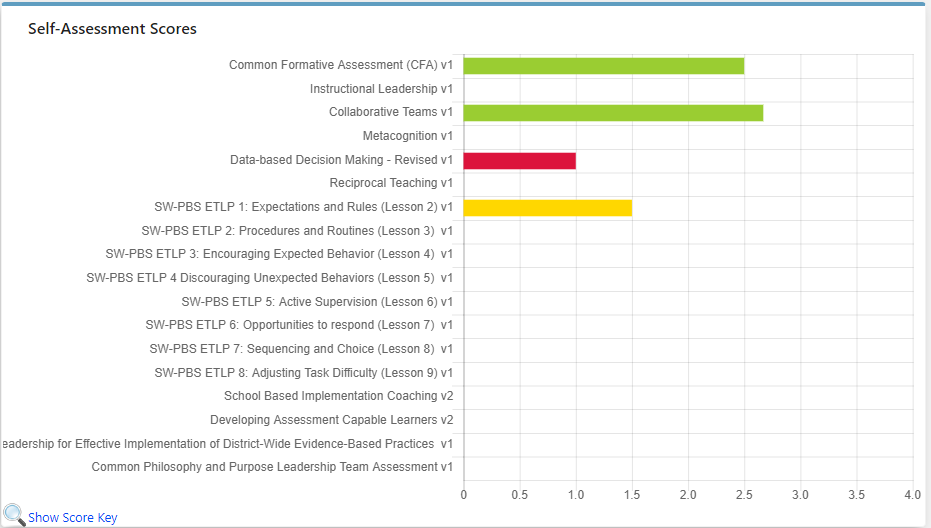 Self-Assessment Scores
Common Formative Assessment (CFA) v1
Instructional Leadership v1
Collaborative Teams v1
Metacognition v1
Data-based Decision Making - Revised v1
Reciprocal Teaching v1
SW-PBS ETLP 1: Expectations and Rules (Lesson 2) v1
SW-PBS ETLP 2: Procedures and Routines (Lesson 3) v1
SW-PBS ETLP 3: Encouraging Expected Behavior (Lesson 4) v1
SW-PBS ETLP 4 Discouraging Unexpected Behaviors (Lesson 5) v1
SW-PBS ETLP 5: Active Supervision (Lesson 6) v1
SW-PBS ETLP 6: Opportunities to respond (Lesson 7) v1
SW-PBS ETLP 7: Sequencing and Choice (Lesson 8) v1
SW-PBS ETLP 8: Adjusting Task Difficulty (Lesson 9) v1
School Based Implementation Coaching v2
Developing Assessment Capable Learners v2
eadership for Effective Implementation of District-Wide Evidence-Based Practices v1
Common Philosophy and Purpose Leadership Team Assessment v1
0 0.5 1.0 1.5 2.0 2.5 3.0 3.5 4.0
Show Score Key